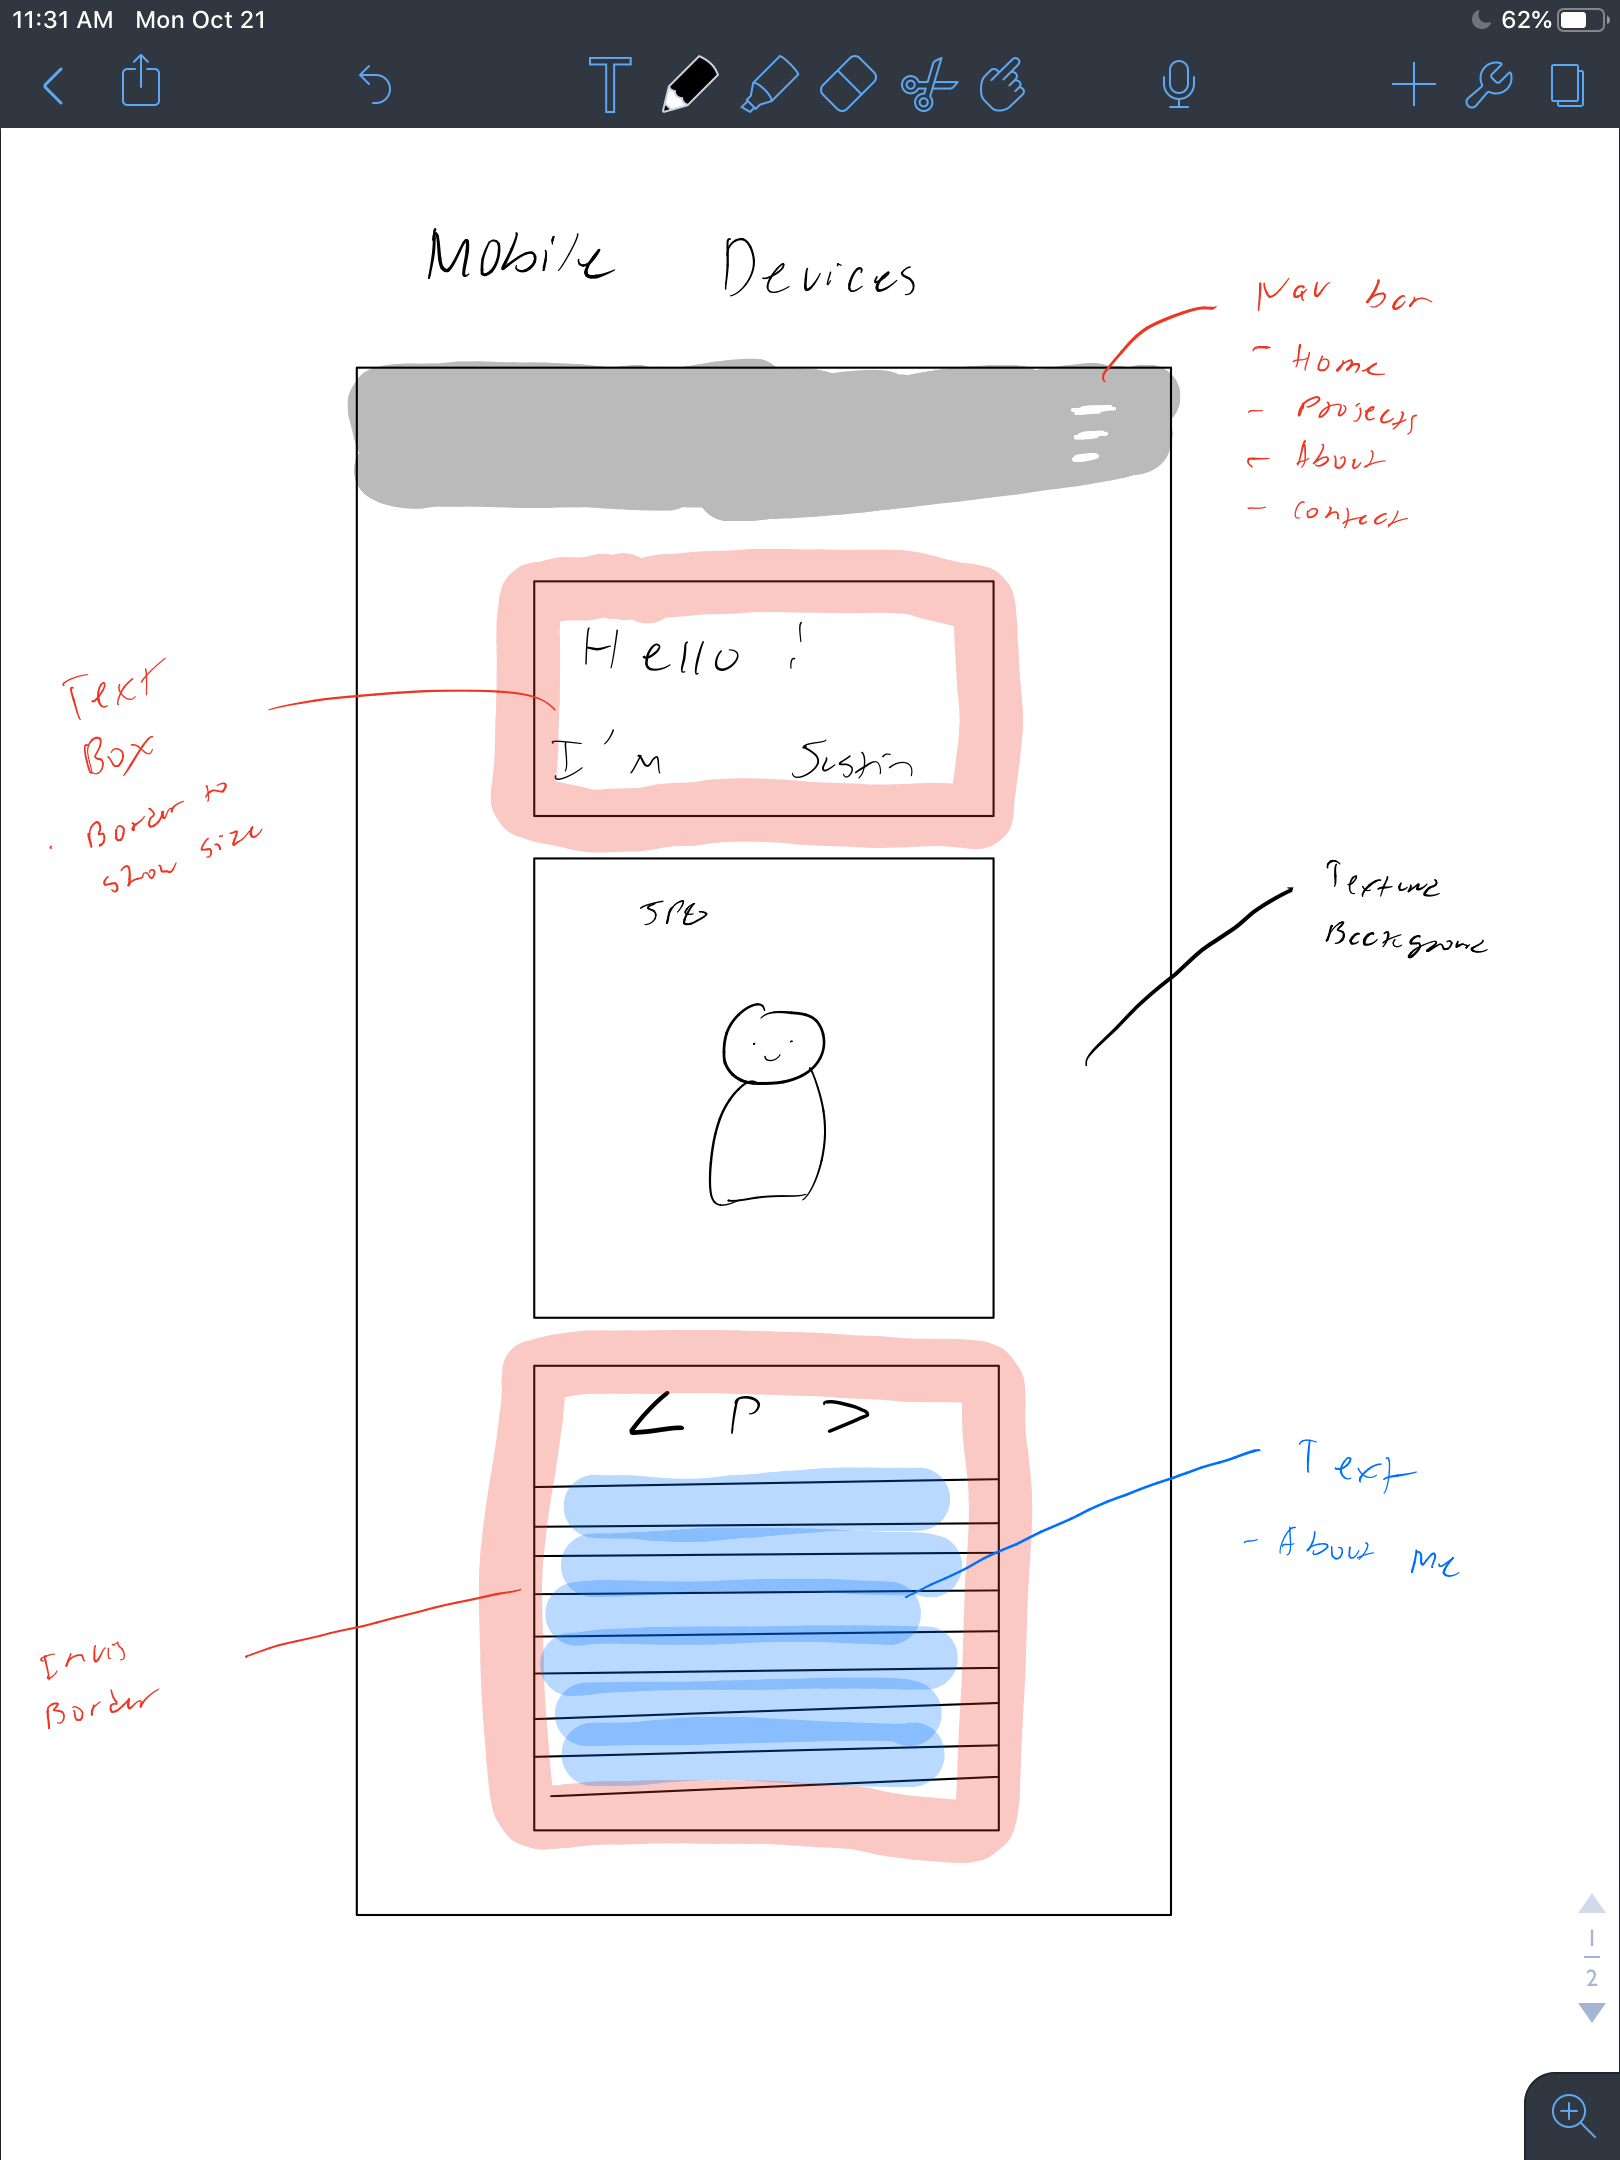 11:31 AM Mon Oct 21
62%
T
Mobile Devices
Nav bar
- Home
- Projects
- About
- Contact
Hello !
I'm Justin
Text
Box
. Border to
show size
JPG
Texture
Background
< P >
Text
- About Me
Invis
Border
1
2